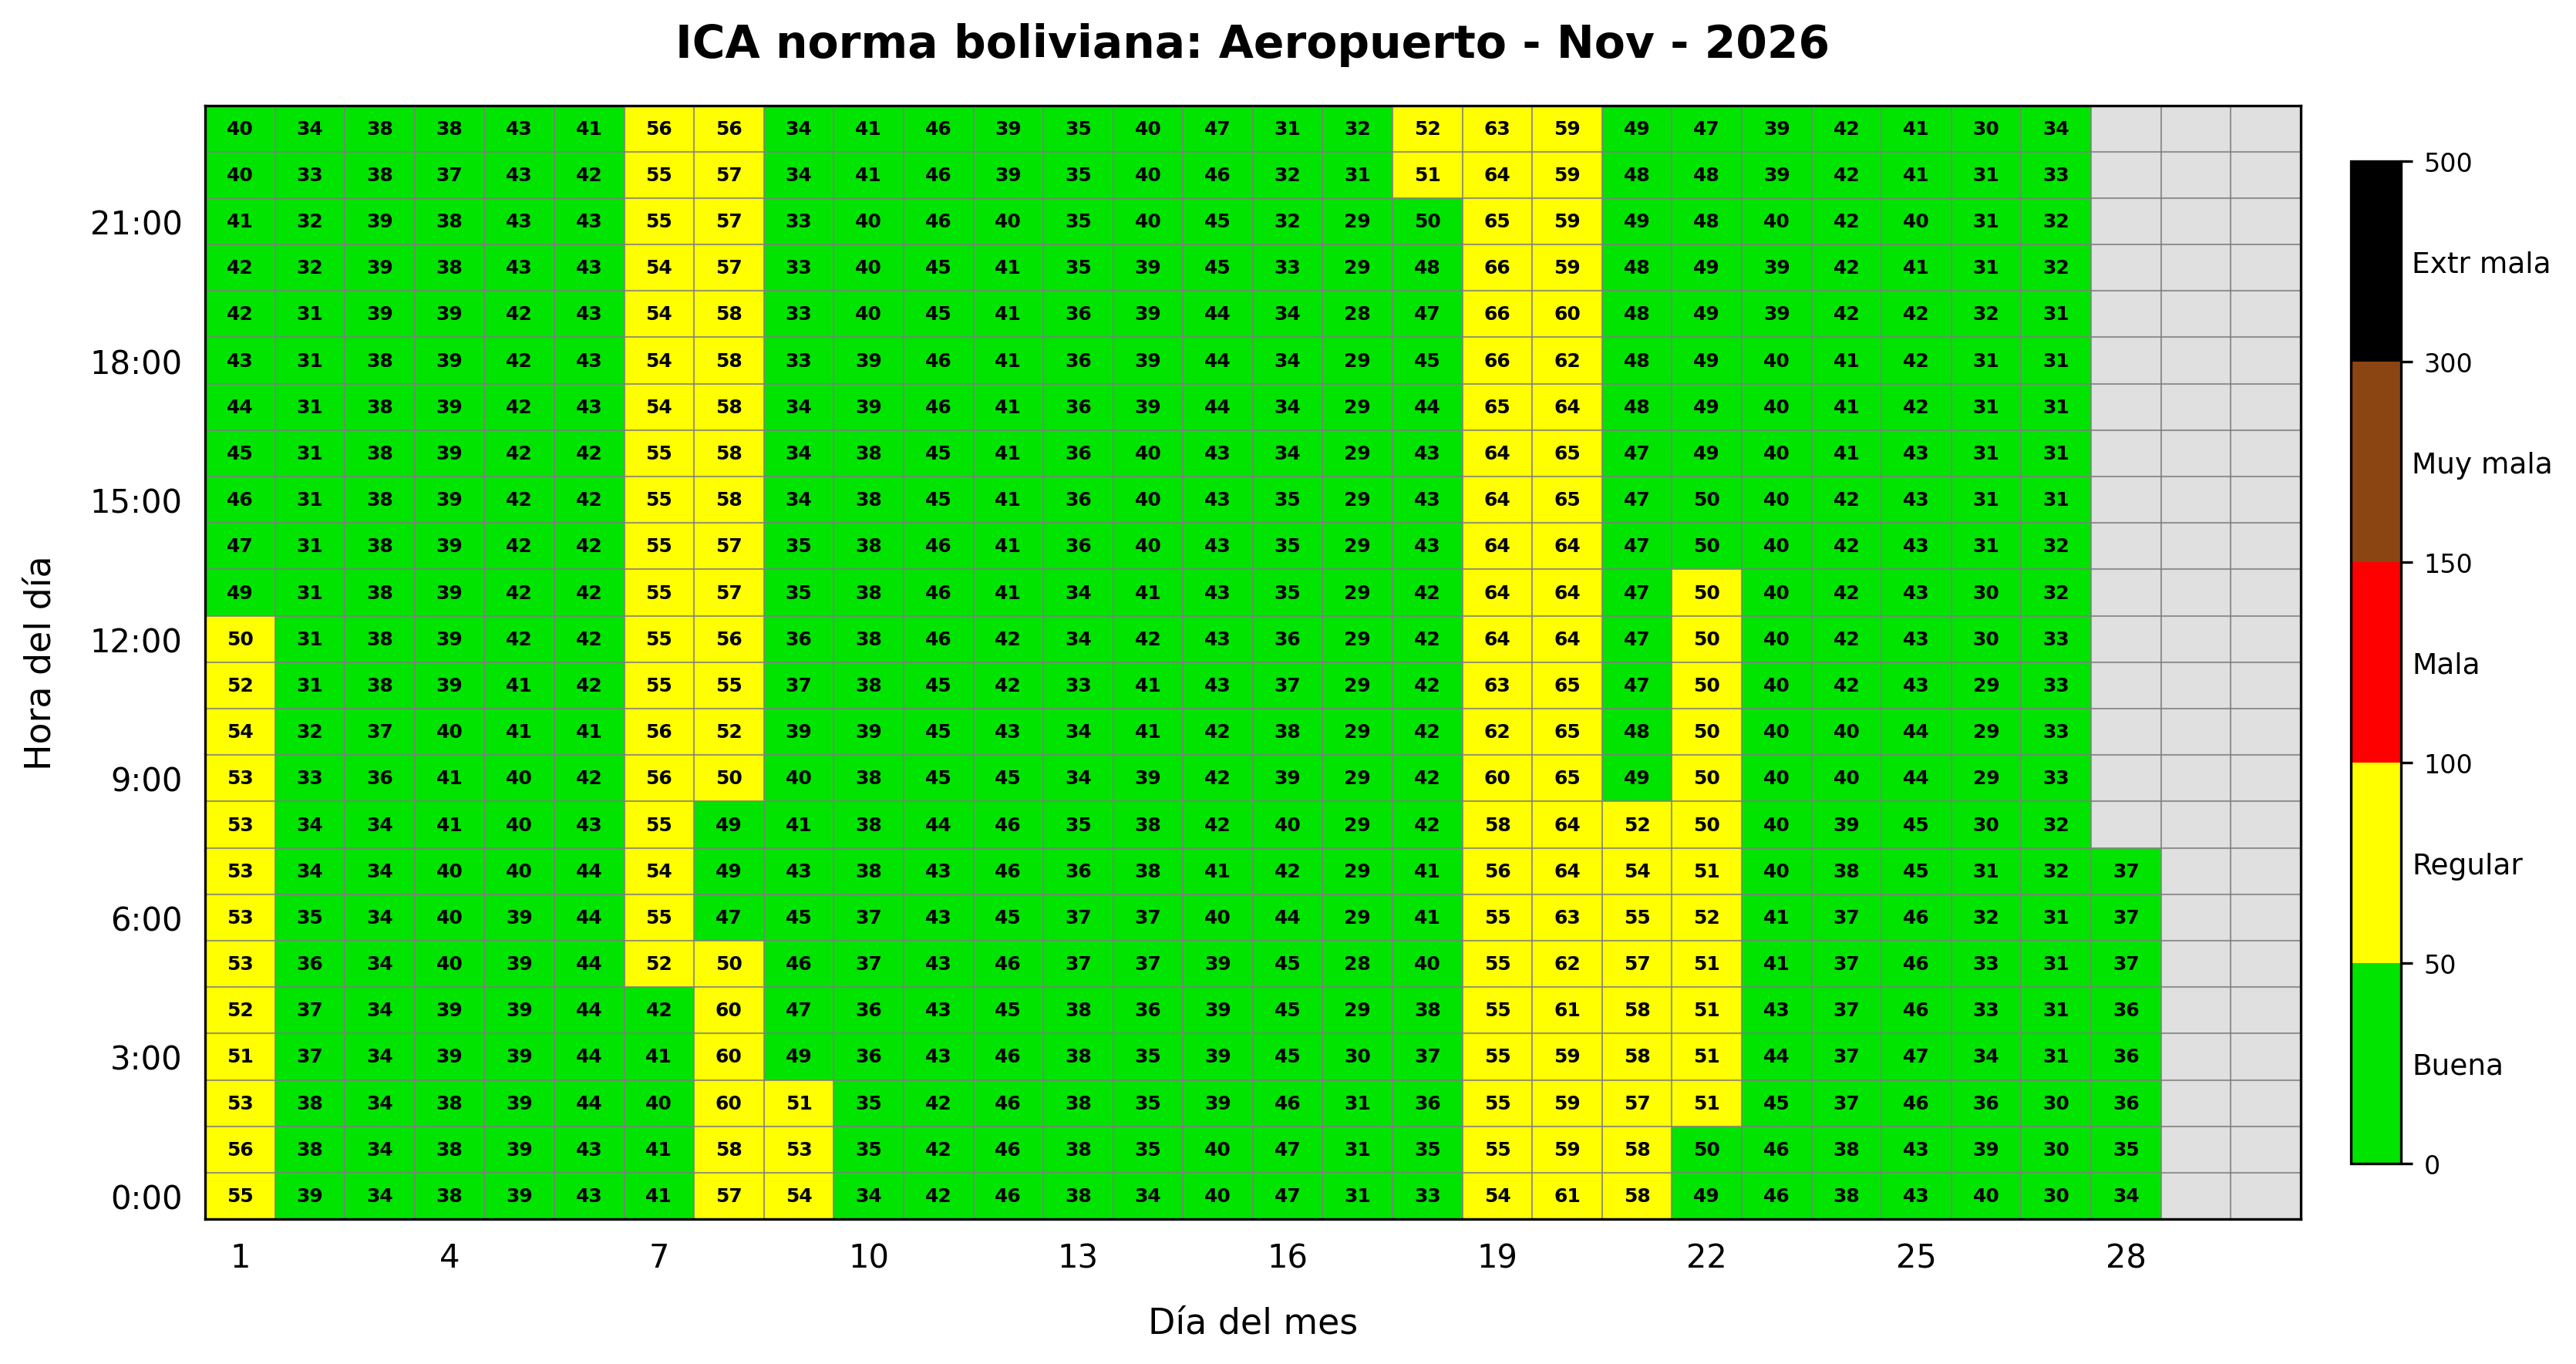 ICA norma boliviana: Aeropuerto - Nov - 2026
40 34 38 38 43 41 56 56 34 41 46 39 35 40 47 31 32 52 63 59 49 47 39 42 41 30 34
40 33 38 37 43 42 55 57 34 41 46 39 35 40 46 32 31 51 64 59 48 48 39 42 41 31 33
21:00 41 32 39 38 43 43 55 57 33 40 46 40 35 40 45 32 29 50 65 59 49 48 40 42 40 31 32
42 32 39 38 43 43 54 57 33 40 45 41 35 39 45 33 29 48 66 59 48 49 39 42 41 31 32
42 31 39 39 42 43 54 58 33 40 45 41 36 39 44 34 28 47 66 60 48 49 39 42 42 32 31
18:00 43 31 38 39 42 43 54 58 33 39 46 41 36 39 44 34 29 45 66 62 48 49 40 41 42 31 31
44 31 38 39 42 43 54 58 34 39 46 41 36 39 44 34 29 44 65 64 48 49 40 41 42 31 31
45 31 38 39 42 42 55 58 34 38 45 41 36 40 43 34 29 43 64 65 47 49 40 41 43 31 31
15:00 46 31 38 39 42 42 55 58 34 38 45 41 36 40 43 35 29 43 64 65 47 50 40 42 43 31 31
47 31 38 39 42 42 55 57 35 38 46 41 36 40 43 35 29 43 64 64 47 50 40 42 43 31 32
49 31 38 39 42 42 55 57 35 38 46 41 34 41 43 35 29 42 64 64 47 50 40 42 43 30 32
12:00 50 31 38 39 42 42 55 56 36 38 46 42 34 42 43 36 29 42 64 64 47 50 40 42 43 30 33
52 31 38 39 41 42 55 55 37 38 45 42 33 41 43 37 29 42 63 65 47 50 40 42 43 29 33
54 32 37 40 41 41 56 52 39 39 45 43 34 41 42 38 29 42 62 65 48 50 40 40 44 29 33
9:00 53 33 36 41 40 42 56 50 40 38 45 45 34 39 42 39 29 42 60 65 49 50 40 40 44 29 33
53 34 34 41 40 43 55 49 41 38 44 46 35 38 42 40 29 42 58 64 52 50 40 39 45 30 32
53 34 34 40 40 44 54 49 43 38 43 46 36 38 41 42 29 41 56 64 54 51 40 38 45 31 32 37
6:00 53 35 34 40 39 44 55 47 45 37 43 45 37 37 40 44 29 41 55 63 55 52 41 37 46 32 31 37
53 36 34 40 39 44 52 50 46 37 43 46 37 37 39 45 28 40 55 62 57 51 41 37 46 33 31 37
52 37 34 39 39 44 42 60 47 36 43 45 38 36 39 45 29 38 55 61 58 51 43 37 46 33 31 36
3:00 51 37 34 39 39 44 41 60 49 36 43 46 38 35 39 45 30 37 55 59 58 51 44 37 47 34 31 36
53 38 34 38 39 44 40 60 51 35 42 46 38 35 39 46 31 36 55 59 57 51 45 37 46 36 30 36
56 38 34 38 39 43 41 58 53 35 42 46 38 35 40 47 31 35 55 59 58 50 46 38 43 39 30 35
0:00 55 39 34 38 39 43 41 57 54 34 42 46 38 34 40 47 31 33 54 61 58 49 46 38 43 40 30 34
1 4 7 10 13 16 19 22 25 28
Día del mes
Hora del día
500
Extr mala
300
Muy mala
150
Mala
100
Regular
50
Buena
0